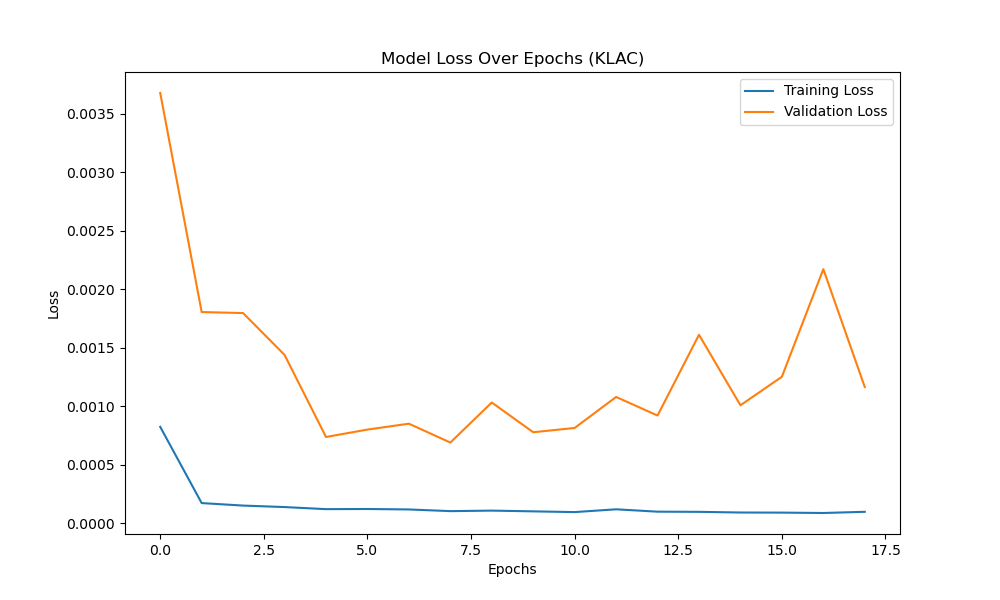 Model Loss Over Epochs (KLAC)
Training Loss
Validation Loss
0.0035
0.0030
0.0025
0.0020
0.0015
0.0010
0.0005
0.0000
Loss
0.0 2.5 5.0 7.5 10.0 12.5 15.0 17.5
Epochs